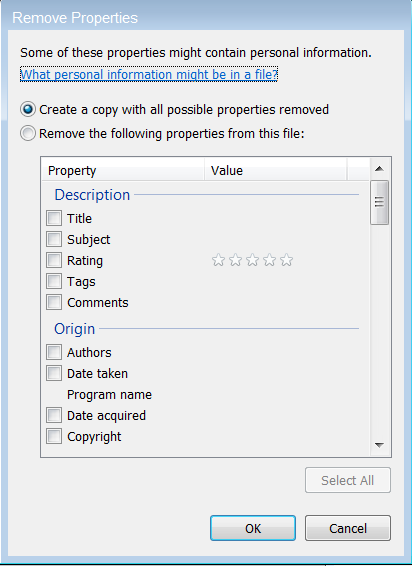 Remove Properties
Some of these properties might contain personal information.
What personal information might be in a file?
Create a copy with all possible properties removed
Remove the following properties from this file:
Property Value
Description
Title
Subject
Rating
Tags
Comments
Origin
Authors
Date taken
Program name
Date acquired
Copyright
Select All
OK Cancel